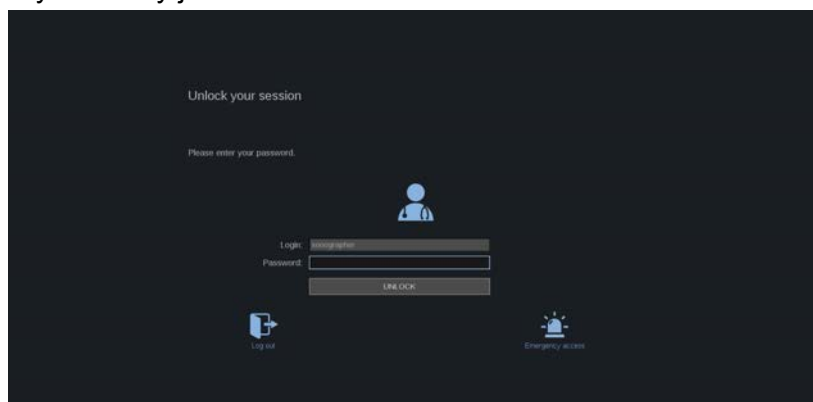 Unlock your session
Please enter your password.
Login: sonographer
Password:
UNLOCK
Log out
Emergency access